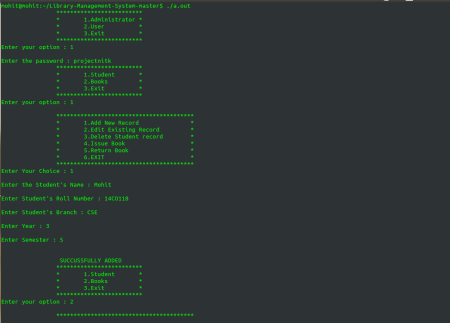 mohit@mohit:~/Library-Management-System-master$ ./a.out
*************************
* 1.Administrator *
* 2.User *
* 3.Exit *
*************************
Enter your option : 1
Enter the password : projectnitk
*************************
* 1.Student *
* 2.Books *
* 3.Exit *
*************************
Enter your option : 1
****************************************
* 1.Add New Record *
* 2.Edit Existing Record *
* 3.Delete Student record *
* 4.Issue Book *
* 5.Return Book *
* 6.EXIT *
****************************************
Enter Your Choice : 1
Enter the Student's Name : Mohit
Enter Student's Roll Number : 14CO118
Enter Student's Branch : CSE
Enter Year : 3
Enter Semester : 5
SUCCUSSFULLY ADDED
*************************
* 1.Student *
* 2.Books *
* 3.Exit *
*************************
Enter your option : 2
****************************************